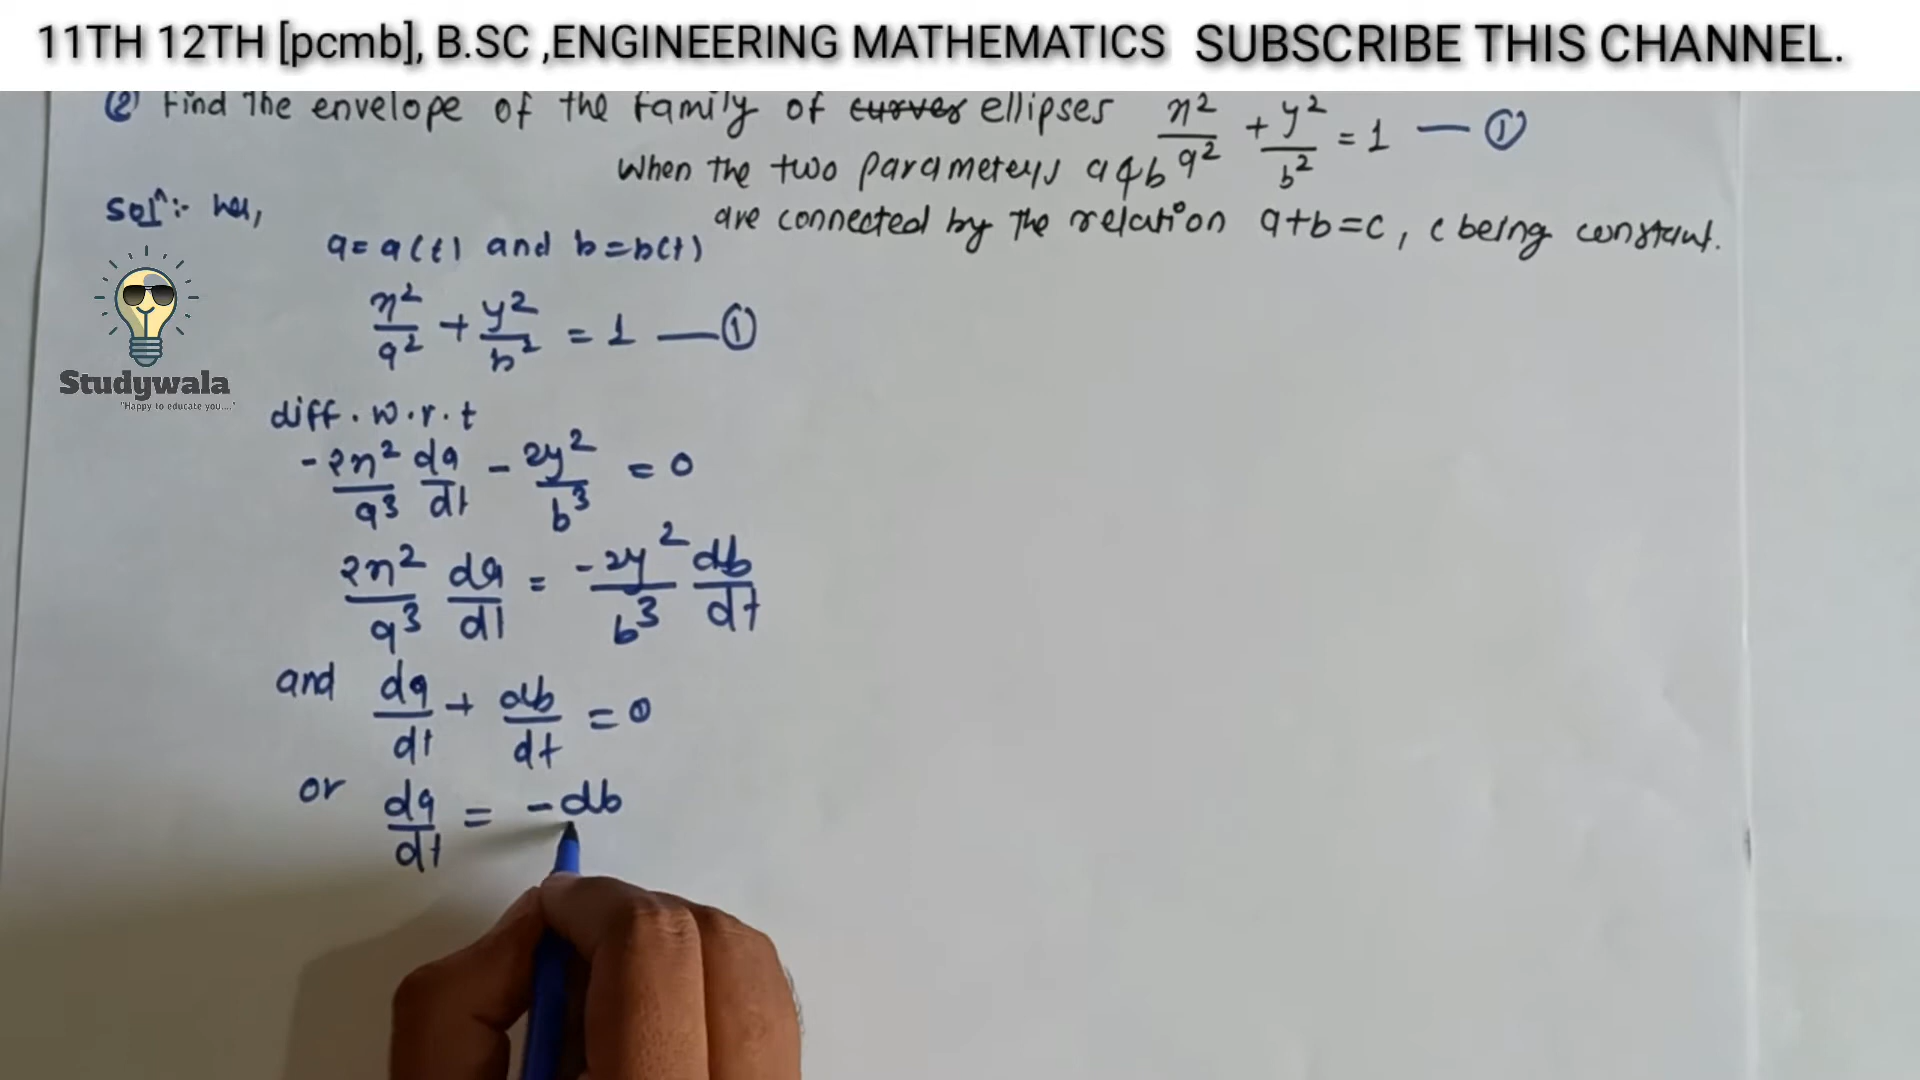 11TH 12TH [pcmb], B.SC ,ENGINEERING MATHEMATICS SUBSCRIBE THIS CHANNEL.
(2) Find The envelope of the family of curves ellipses x²/a² + y²/b² = 1 — ①
When the two parameters a & b
are connected by the relation a+b=c, c being constant.
Solⁿ:-
a = a(t) and b = b(t)
x²/a² + y²/b² = 1 — ①
Studywala
"Happy to educate you...."
diff. w.r.t
-2x²/a³ da/dt - 2y²/b³ = 0
2x²/a³ da/dt = -2y²/b³ db/dt
and da/dt + db/dt = 0
or da/dt = -db